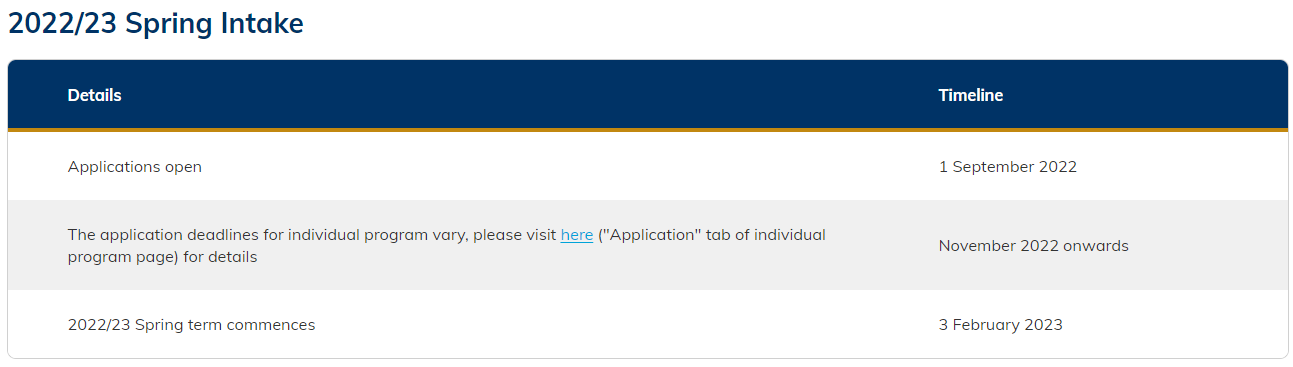 2022/23 Spring Intake
Details
Timeline
Applications open
1 September 2022
The application deadlines for individual program vary, please visit here ("Application" tab of individual
program page) for details
November 2022 onwards
2022/23 Spring term commences
3 February 2023